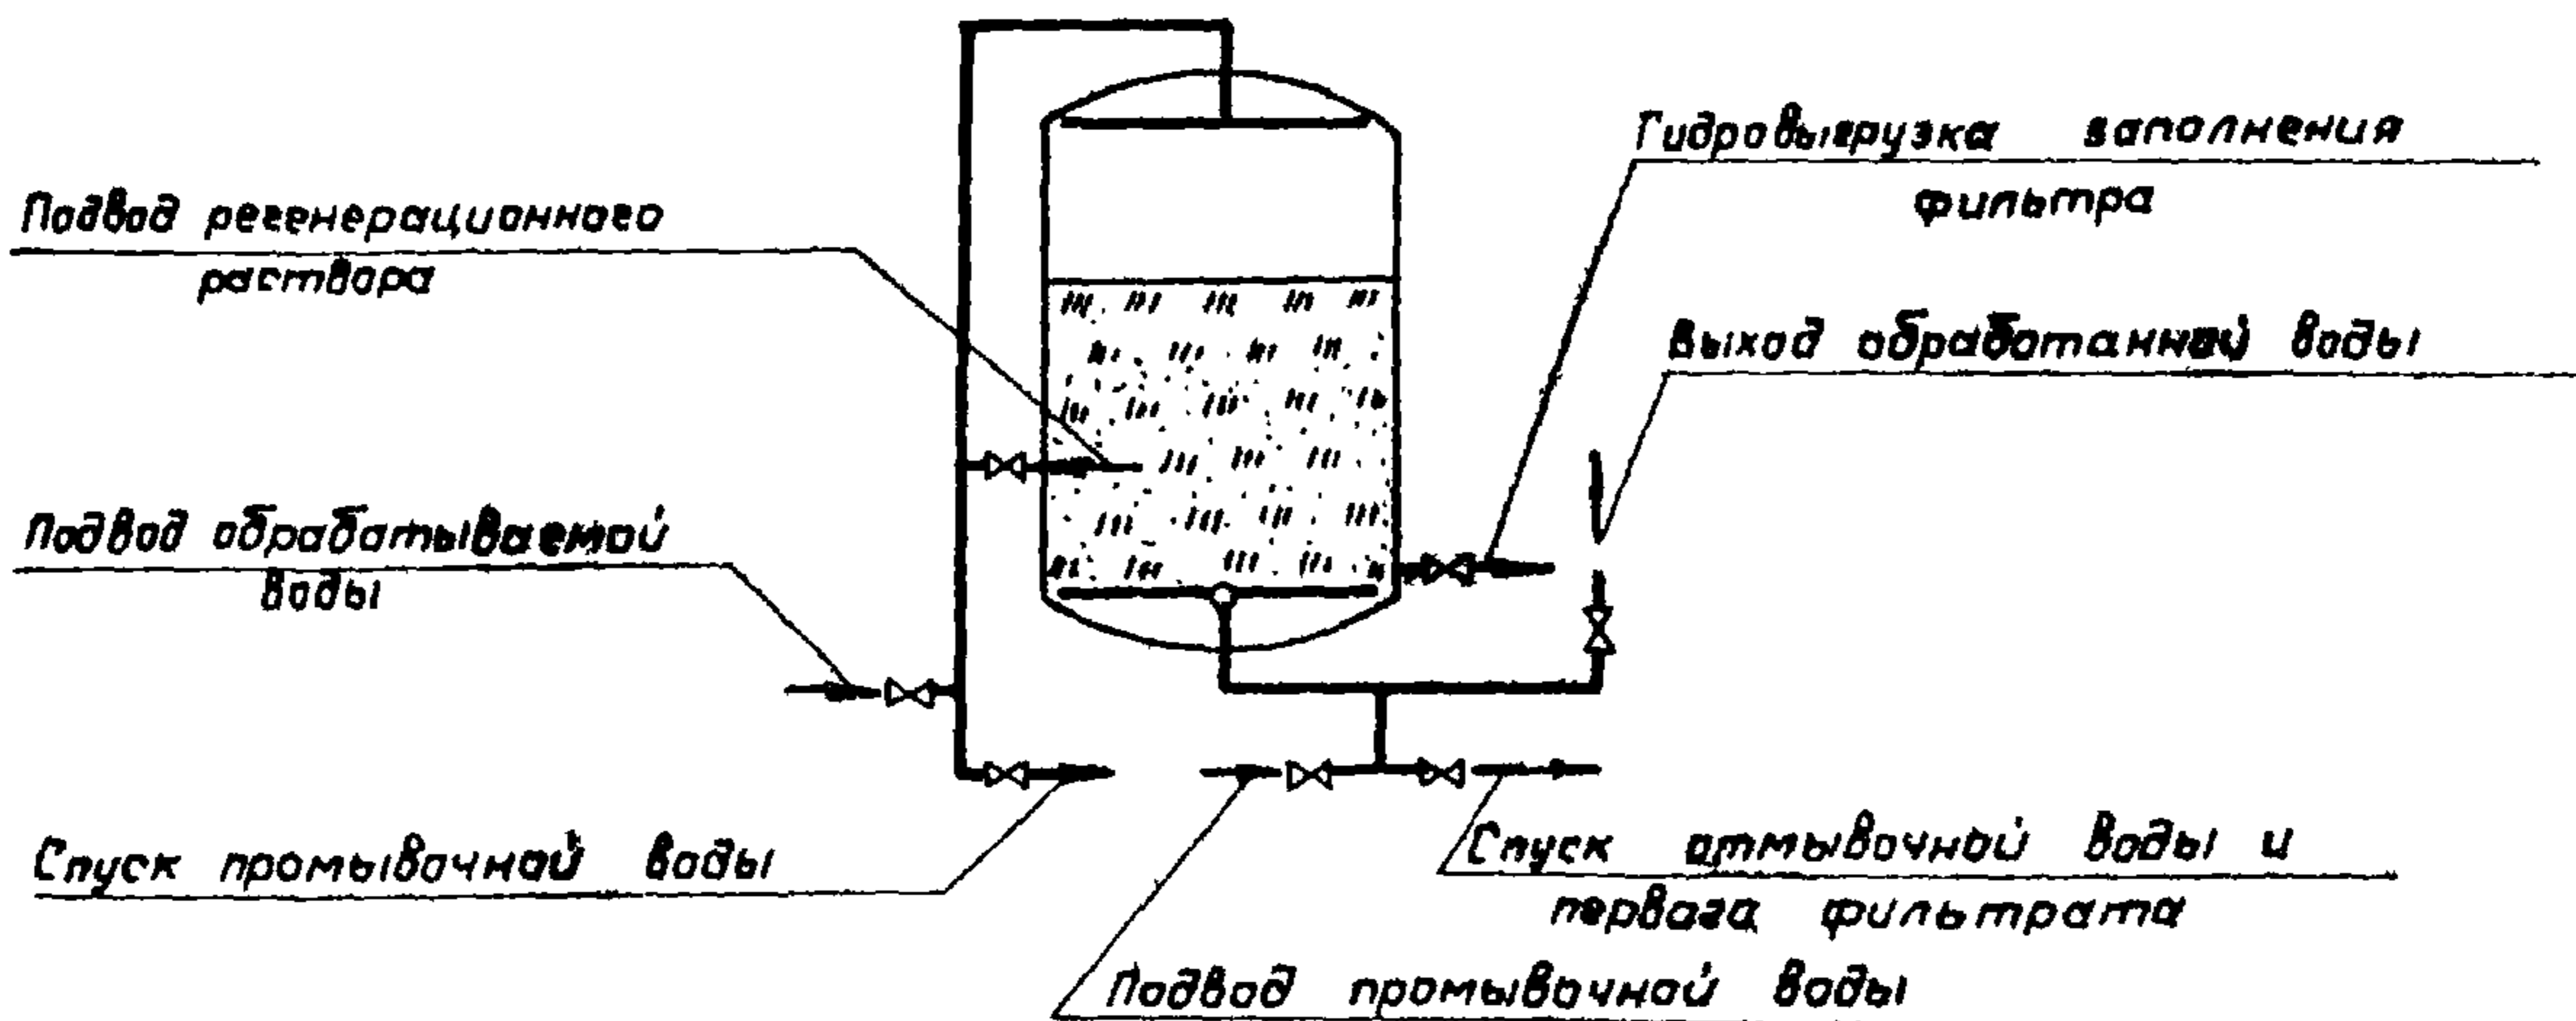 Подвод регенерационного
раствора
Подвод обрабатываемой
воды
Спуск промывочной воды
Гидровыгрузка заполнения
фильтра
Выход обработанной воды
Спуск отмывочной воды и
первого фильтрата
Подвод промывочной воды